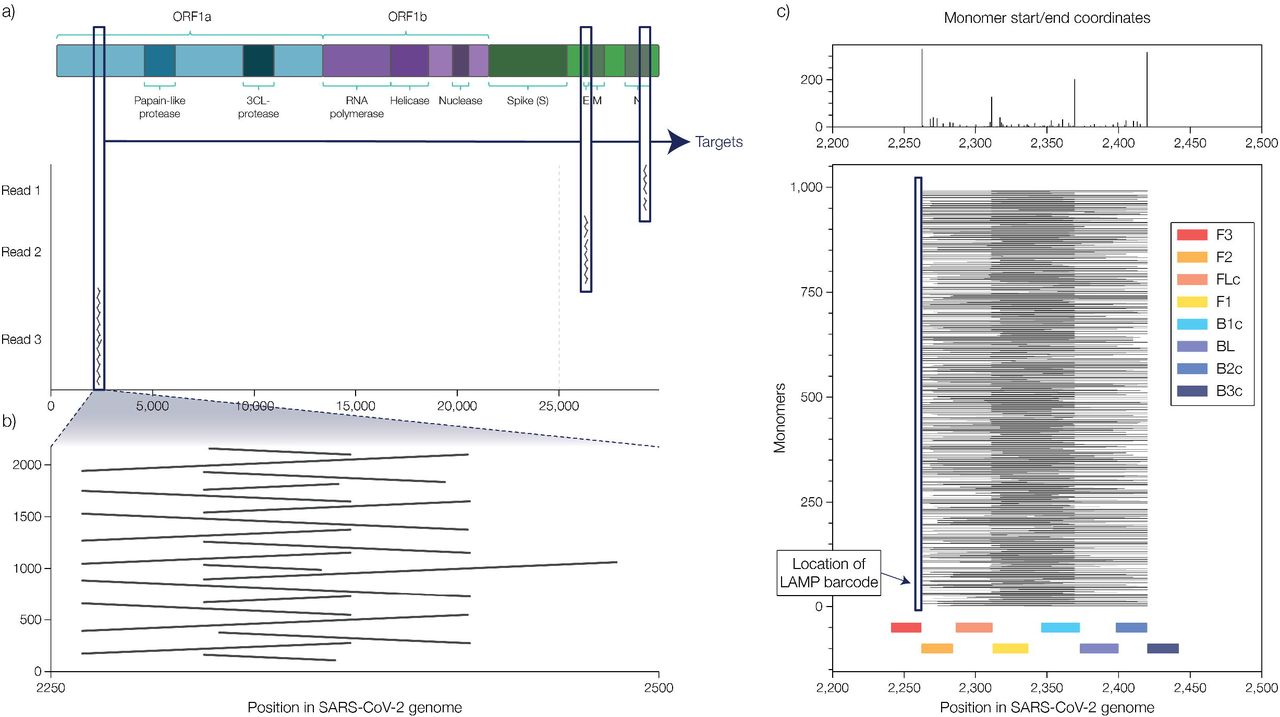 a)
ORF1a
ORF1b
Papain-like
protease
3CL-
protease
RNA
polymerase
Helicase
Nuclease
Spike (S)
E
M
N
Targets
Read 1
Read 2
Read 3
0
5,000
10,000
15,000
20,000
25,000
b)
2000
1500
1000
500
0
2250
2500
Position in SARS-CoV-2 genome
c)
Monomer start/end coordinates
200
0
2,200
2,250
2,300
2,350
2,400
2,450
2,500
1,000
750
500
250
0
Monomers
F3
F2
FLc
F1
B1c
BL
B2c
B3c
Location of
LAMP barcode
2,200
2,250
2,300
2,350
2,400
2,450
2,500
Position in SARS-CoV-2 genome